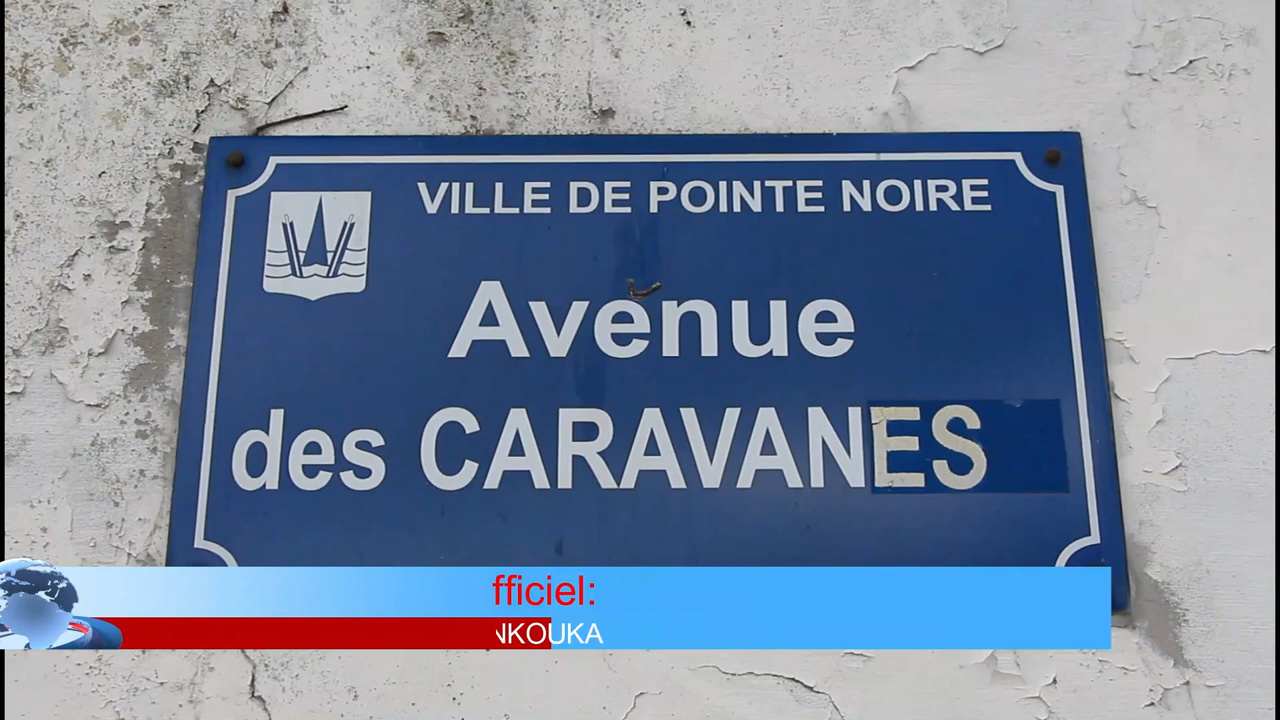 VILLE DE POINTE NOIRE
Avenue
des CARAVANES
fficiel:
NKOUKA